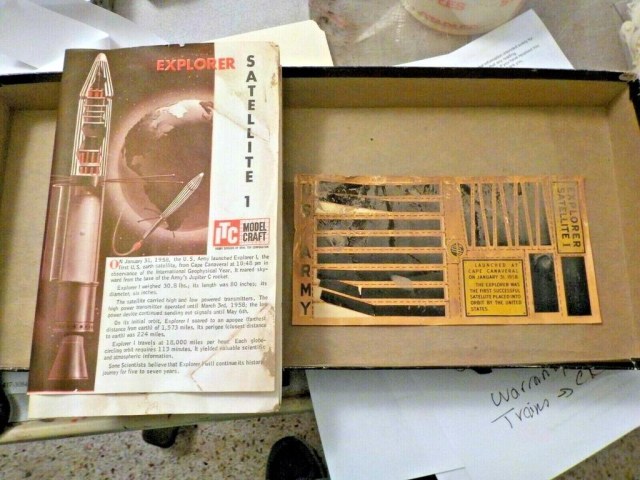 EXPLORER
SATELLITE 1
ITC MODEL CRAFT
ON January 31, 1958, the U.S. Army launched Explorer I, the
first U.S. earth satellite, from Cape Canaveral at 10:48 pm in
observance of the International Geophysical Year. It soared sky-
ward from the base of the Army's Jupiter C rocket.
Explorer I weighed 30.8 lbs, its length was 80 inches, its
diameter, six inches.
The satellite carried high and low powered transmitters. The
high power transmitter operated until March 3rd, 1958, the low
power device continued sending out signals until May 6th.
On its initial orbit, Explorer I soared to an apogee (farthest
distance from earth) of 1,573 miles. Its perigee (closest distance
to earth) was 224 miles.
Explorer I travels at 18,000 miles per hour. Each globe-
circling orbit requires 113 minutes. It yielded valuable scientific
and atmospheric information.
Some Scientists believe that Explorer I will continue its historic
journey for five to seven years.
US ARMY
EXPLORER
SATELLITE I
LAUNCHED AT
CAPE CANAVERAL
ON JANUARY 31, 1958
THE EXPLORER WAS
THE FIRST SUCCESSFUL
SATELLITE PLACED INTO
ORBIT BY THE UNITED
STATES.
Trains →